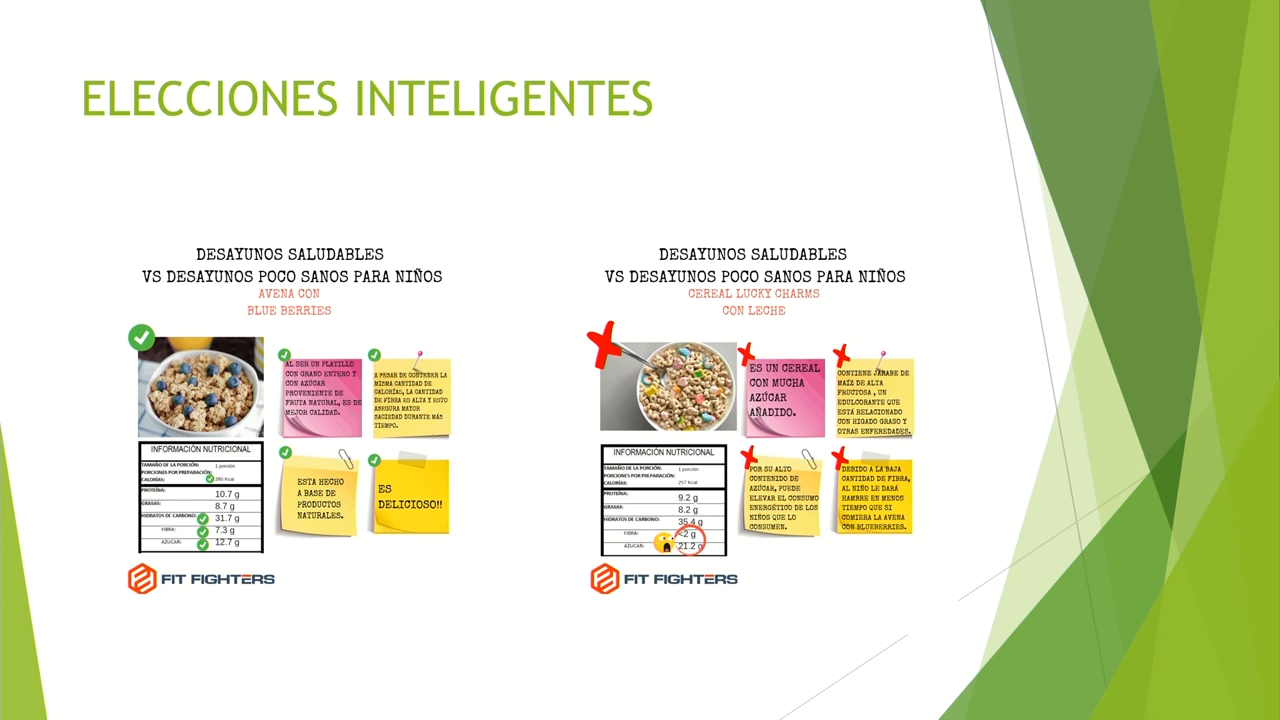 ELECCIONES INTELIGENTES
DESAYUNOS SALUDABLES
VS DESAYUNOS POCO SANOS PARA NIÑOS
AVENA CON
BLUE BERRIES
AL SER UN PLATILLO
CON GRANO ENTERO Y
CON AZÚCAR
PROVENIENTE DE
FRUTA NATURAL, ES DE
MEJOR CALIDAD.
A PESAR DE CONTENER LA
MISMA CANTIDAD DE
CALORÍAS, LA CANTIDAD
DE FIBRA ES ALTA Y ESTO
ASEGURA MAYOR
SACIEDAD DURANTE MÁS
TIEMPO.
INFORMACIÓN NUTRICIONAL
TAMAÑO DE LA PORCIÓN: 1 porción
PORCIONES POR PREPARACIÓN:
CALORÍAS: 280 Kcal
PROTEÍNA: 10.7 g
GRASAS: 8.7 g
HIDRATOS DE CARBONO: 31.7 g
FIBRA: 7.3 g
AZUCAR: 12.7 g
ESTA HECHO
A BASE DE
PRODUCTOS
NATURALES.
ES
DELICIOSO!!
FIT FIGHTERS
DESAYUNOS SALUDABLES
VS DESAYUNOS POCO SANOS PARA NIÑOS
CEREAL LUCKY CHARMS
CON LECHE
ES UN CEREAL
CON MUCHA
AZÚCAR
AÑADIDO.
CONTIENE JARABE DE
MAÍZ DE ALTA
FRUCTOSA , UN
EDULCORANTE QUE
ESTÁ RELACIONADO
CON HIGADO GRASO Y
OTRAS ENFEREDADES.
INFORMACIÓN NUTRICIONAL
TAMAÑO DE LA PORCIÓN: 1 porción
PORCIONES POR PREPARACIÓN:
CALORÍAS: 257 Kcal
PROTEÍNA: 9.2 g
GRASAS: 8.2 g
HIDRATOS DE CARBONO: 35.4 g
FIBRA: <2 g
AZUCAR: 21.2 g
POR SU ALTO
CONTENIDO DE
AZÚCAR, PUEDE
ELEVAR EL CONSUMO
ENERGÉTICO DE LOS
NIÑOS QUE LO
CONSUMEN.
DEBIDO A LA BAJA
CANTIDAD DE FIBRA,
AL NIÑO LE DARÁ
HAMBRE EN MENOS
TIEMPO QUE SI
COMIERA LA AVENA
CON BLUEBERRIES.
FIT FIGHTERS